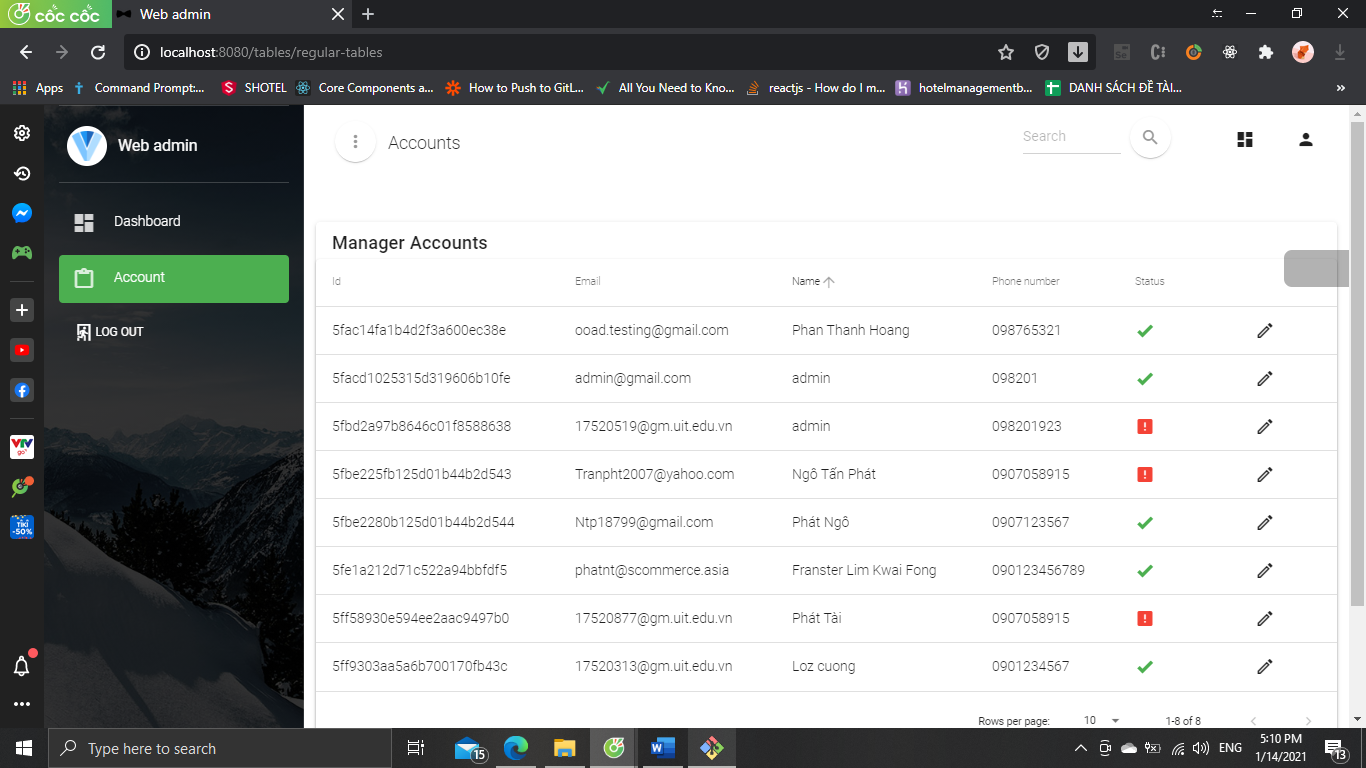 cốc cốc
Web admin
localhost:8080/tables/regular-tables
Apps
Command Prompt:...
SHOTEL
Core Components a...
How to Push to GitL...
All You Need to Kno...
reactjs - How do I m...
hotelmanagementb...
DANH SÁCH ĐỀ TÀI...
»
Web admin
Accounts
Search
Dashboard
Account
LOG OUT
Manager Accounts
Id Email Name Phone number Status
5fac14fa1b4d2f3a600ec38e ooad.testing@gmail.com Phan Thanh Hoang 098765321
5facd1025315d319606b10fe admin@gmail.com admin 098201
5fbd2a97b8646c01f8588638 17520519@gm.uit.edu.vn admin 098201923
5fbe225fb125d01b44b2d543 Tranpht2007@yahoo.com Ngô Tấn Phát 0907058915
5fbe2280b125d01b44b2d544 Ntp18799@gmail.com Phát Ngô 0907123567
5fe1a212d71c522a94bbfdf5 phatnt@scommerce.asia Franster Lim Kwai Fong 090123456789
5ff58930e594ee2aac9497b0 17520877@gm.uit.edu.vn Phát Tài 0907058915
5ff9303aa5a6b700170fb43c 17520313@gm.uit.edu.vn Loz cuong 0901234567
Rows per page: 10 1-8 of 8
VTV
go
TIKI
-50%
Type here to search
15
W
ENG
5:10 PM
1/14/2021
13